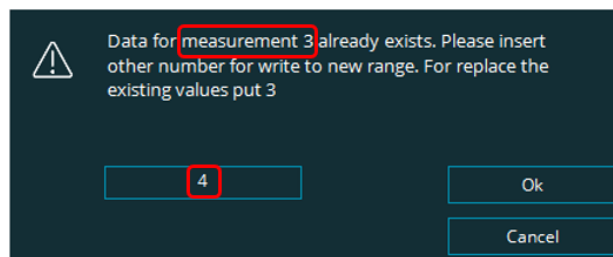 Data for measurement 3 already exists. Please insert
other number for write to new range. For replace the
existing values put 3
4
Ok
Cancel